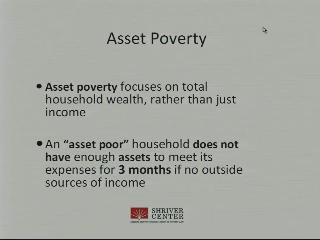 Asset Poverty
• Asset poverty focuses on total
household wealth, rather than just
income
• An “asset poor” household does not
have enough assets to meet its
expenses for 3 months if no outside
sources of income
SHRIVER
CENTER